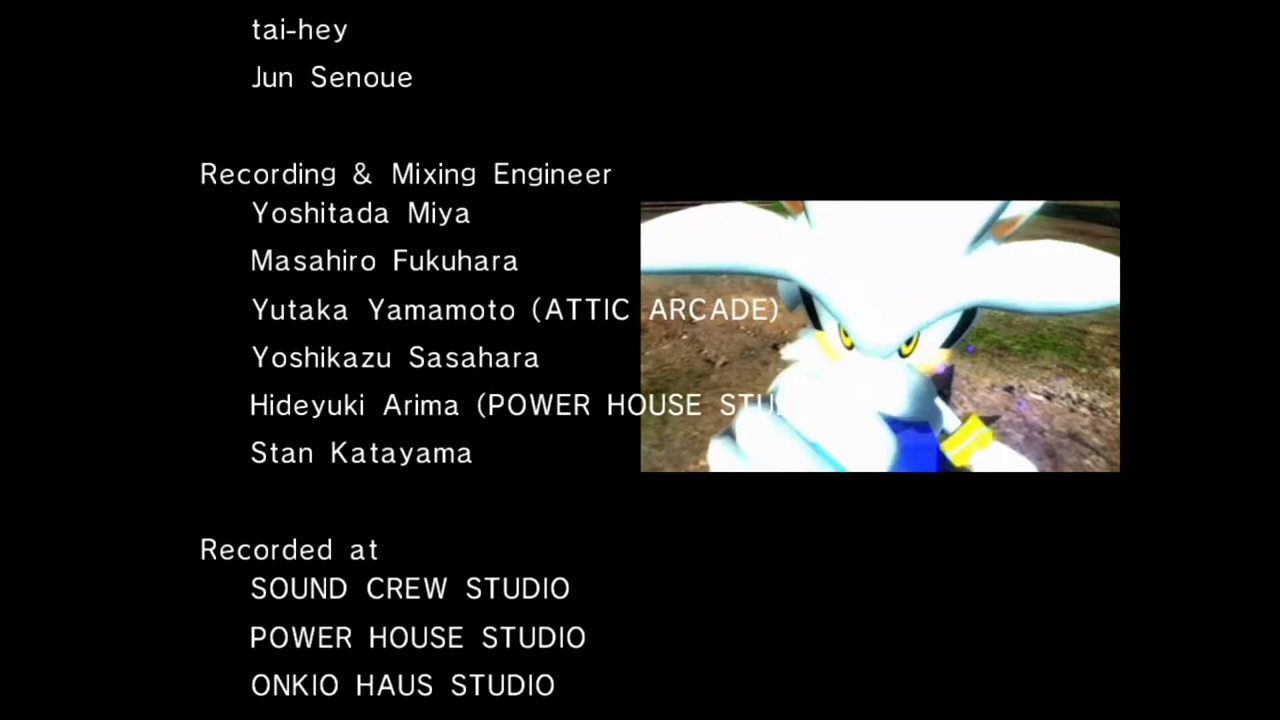 tai-hey
Jun Senoue
Recording & Mixing Engineer
Yoshitada Miya
Masahiro Fukuhara
Yutaka Yamamoto (ATTIC ARCADE)
Yoshikazu Sasahara
Hideyuki Arima (POWER HOUSE
Stan Katayama
Recorded at
SOUND CREW STUDIO
POWER HOUSE STUDIO
ONKIO HAUS STUDIO